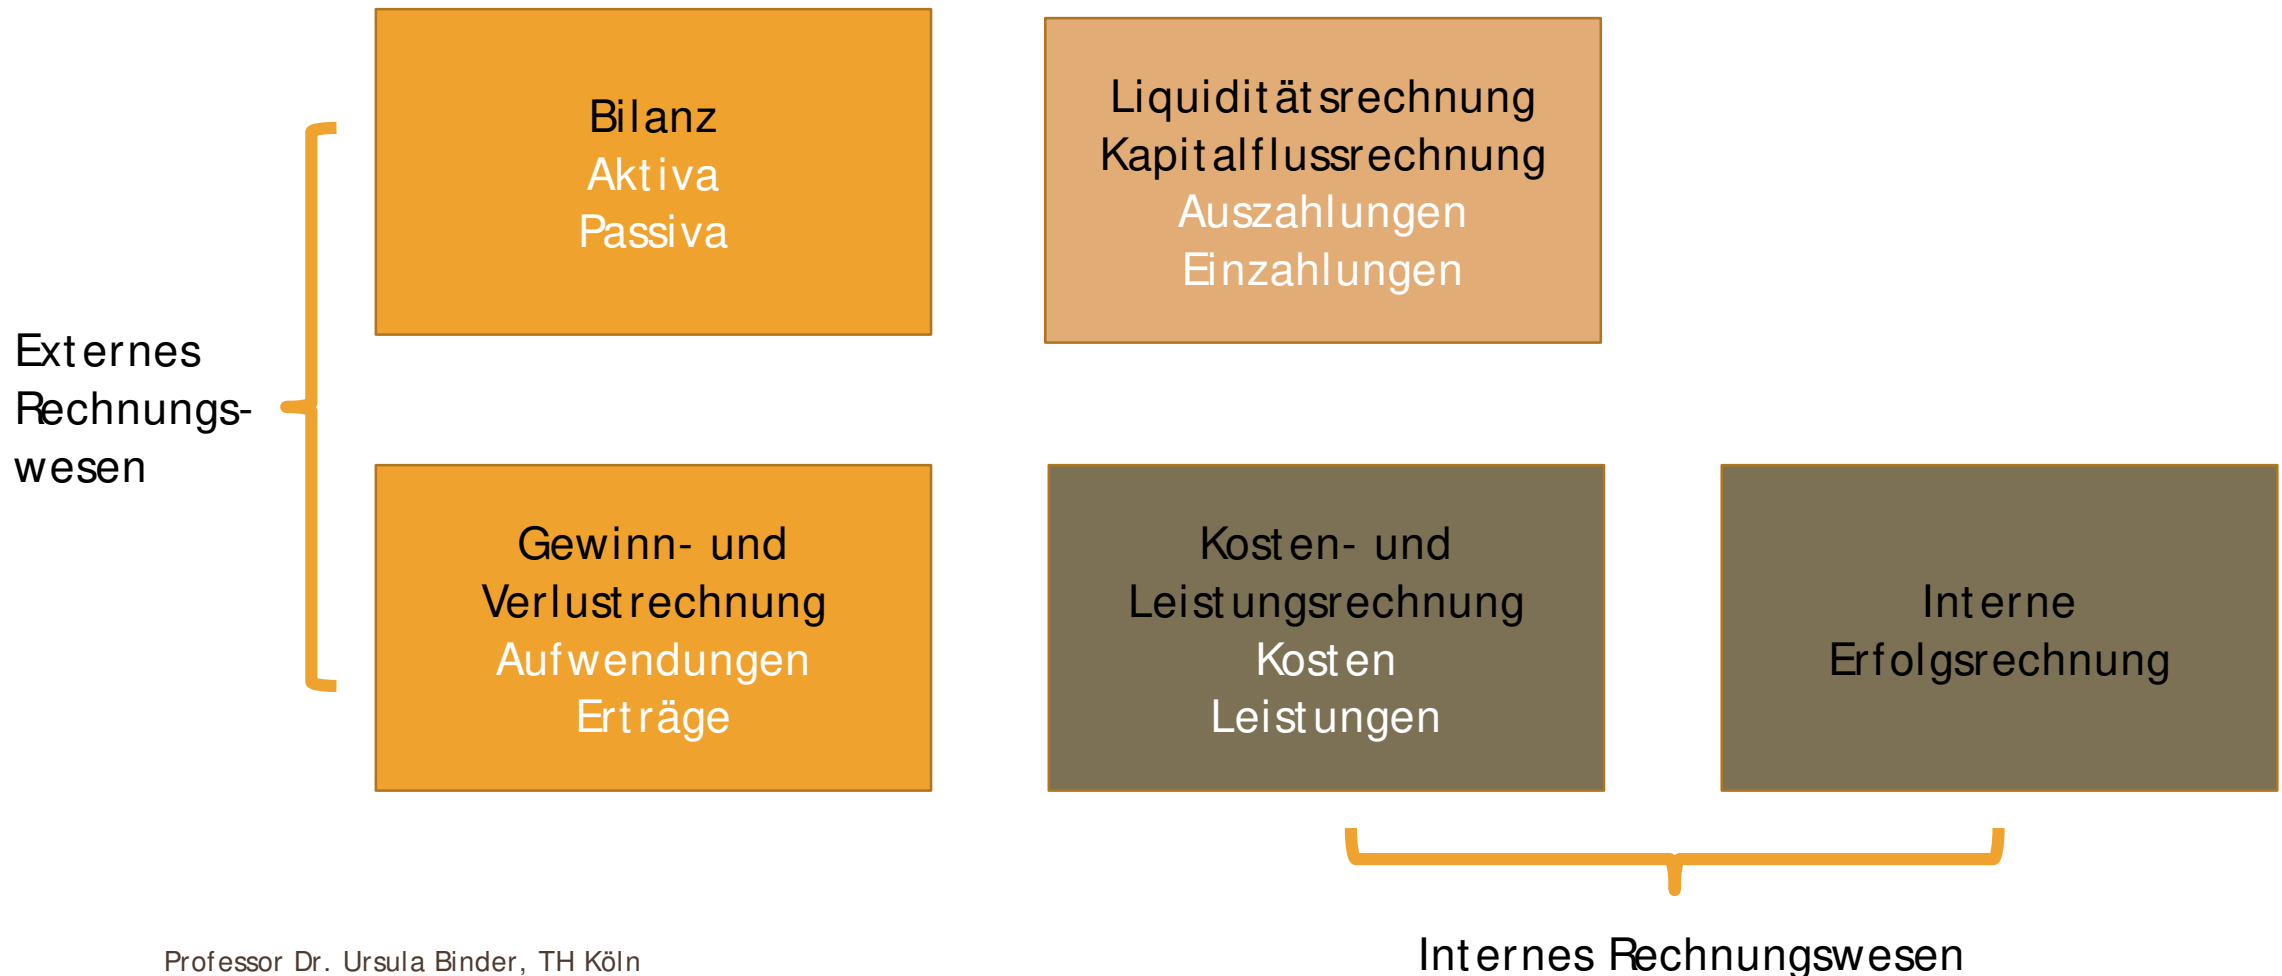 Externes
Rechnungs-
wesen
Bilanz
Aktiva
Passiva
Liquiditätsrechnung
Kapitalflussrechnung
Auszahlungen
Einzahlungen
Gewinn- und
Verlustrechnung
Aufwendungen
Erträge
Kosten- und
Leistungsrechnung
Kosten
Leistungen
Interne
Erfolgsrechnung
Internes Rechnungswesen
Professor Dr. Ursula Binder, TH Köln